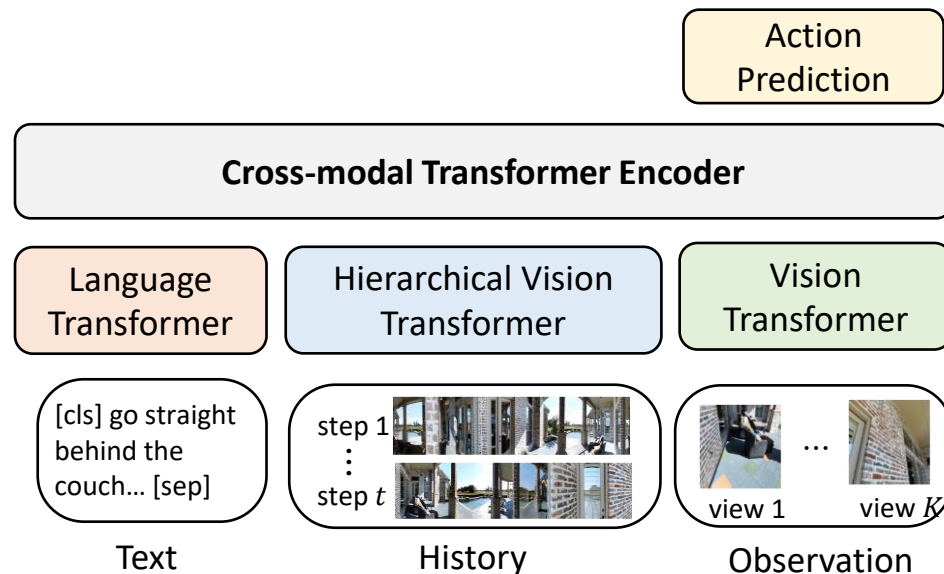 Action
Prediction
Cross-modal Transformer Encoder
Language
Transformer
Hierarchical Vision
Transformer
Vision
Transformer
[cls] go straight
behind the
couch... [sep]
step 1
⋮
step t
...
view 1
view K
Text
History
Observation